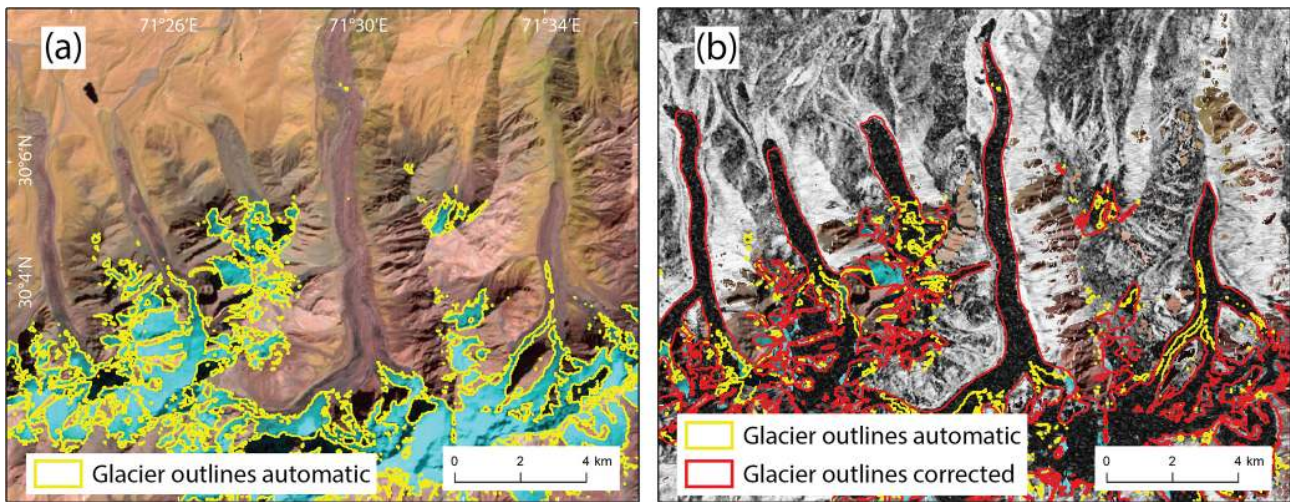 (a)
71°26′E
71°30′E
71°34′E
30°6′N
30°4′N
Glacier outlines automatic
0 2 4 km
(b)
Glacier outlines automatic
Glacier outlines corrected
0 2 4 km